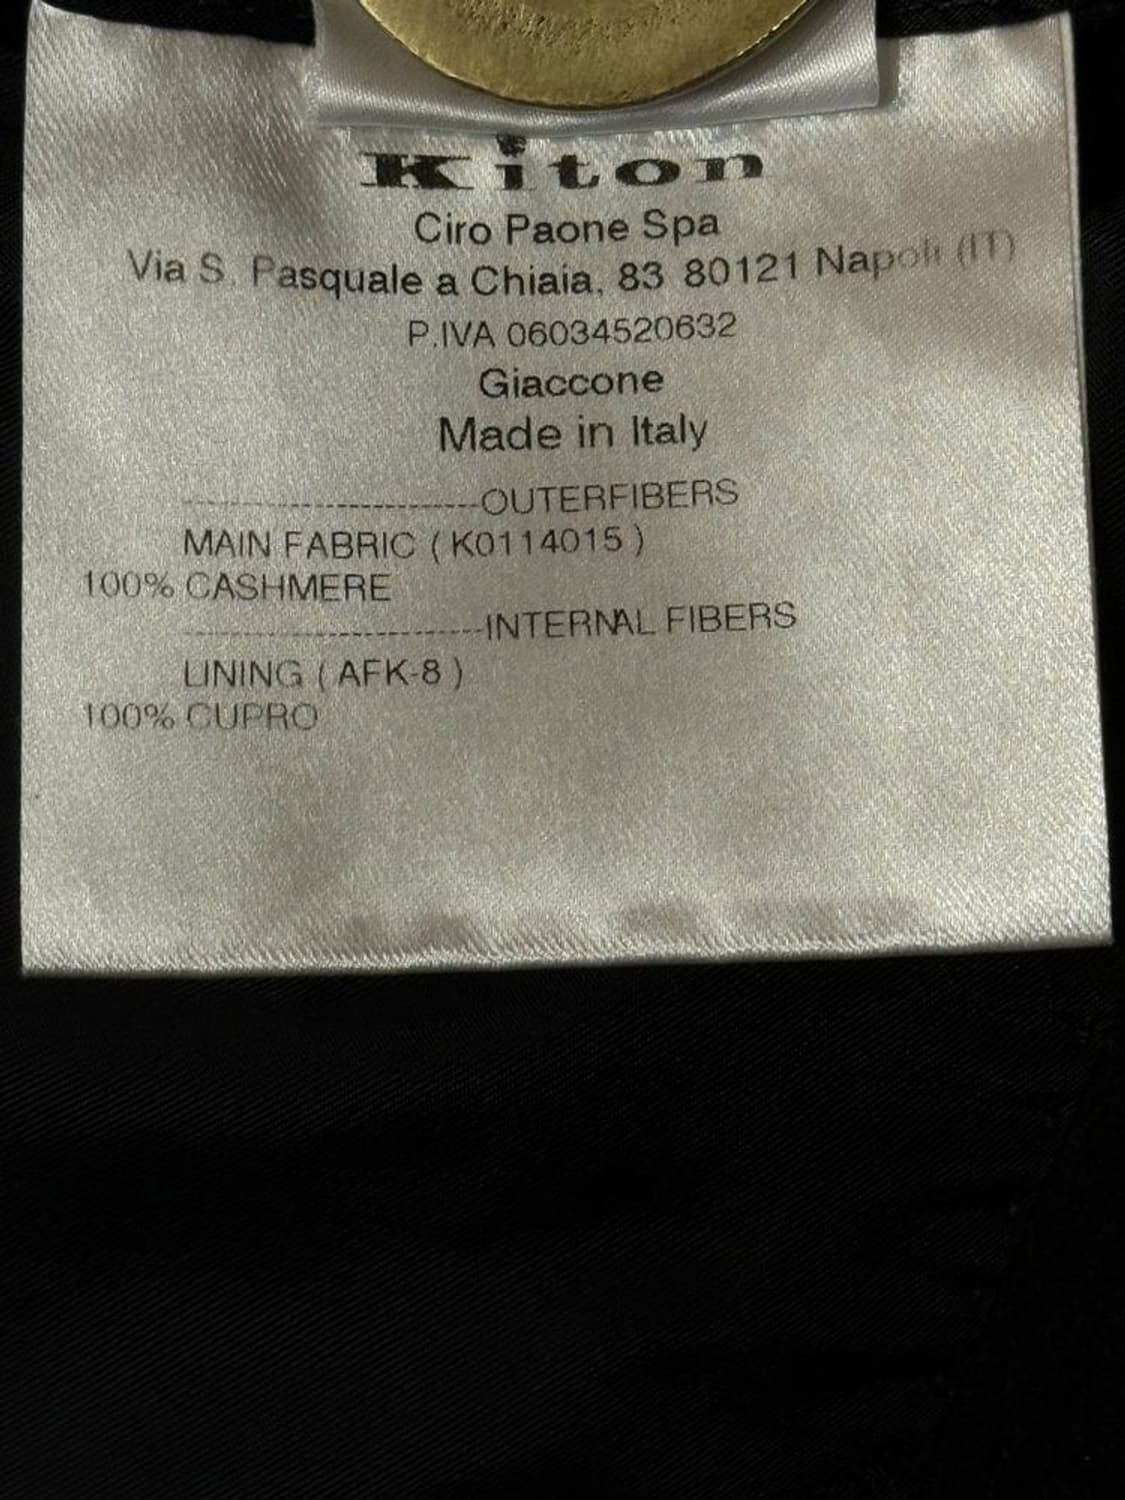 Kiton
Ciro Paone Spa
Via S. Pasquale a Chiaia, 83 80121 Napoli (IT)
P.IVA 06034520632
Giaccone
Made in Italy
-----------------------------OUTERFIBERS
MAIN FABRIC ( K0114015 )
100% CASHMERE
-----------------------------INTERNAL FIBERS
LINING ( AFK-8 )
100% CUPRO